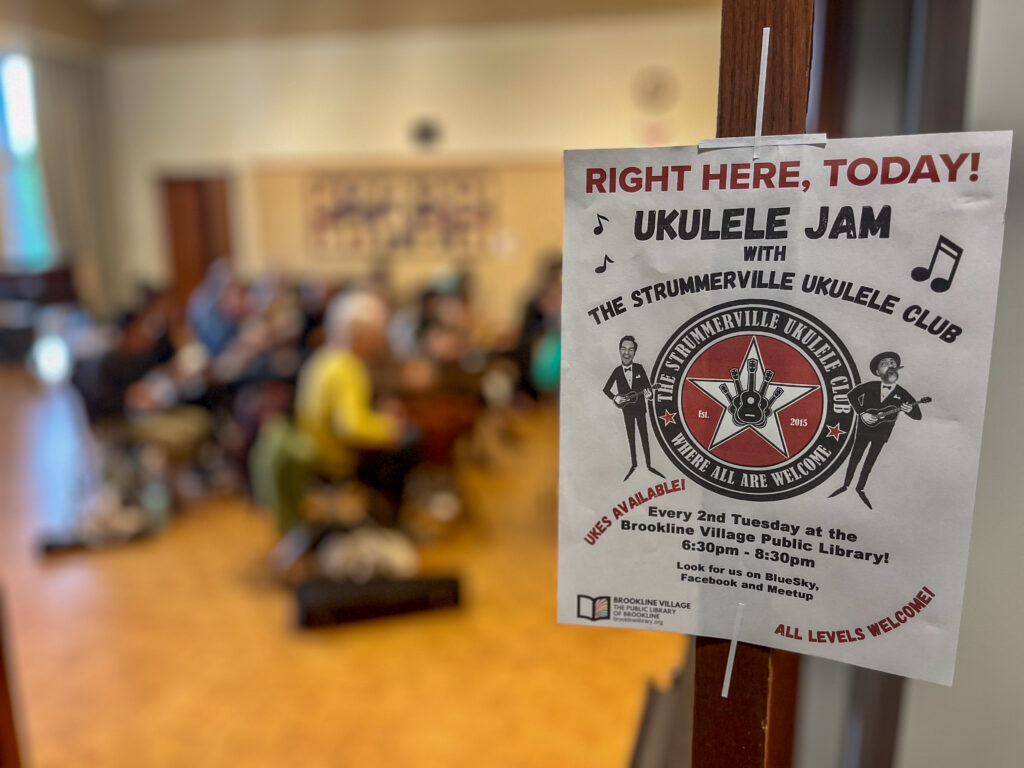 RIGHT HERE, TODAY!
UKULELE JAM
WITH
THE STRUMMERVILLE UKULELE CLUB
THE STRUMMERVILLE UKULELE CLUB
Est. 2015
WHERE ALL ARE WELCOME
UKES AVAILABLE!
Every 2nd Tuesday at the
Brookline Village Public Library!
6:30pm - 8:30pm
Look for us on BlueSky,
Facebook and Meetup
BROOKLINE VILLAGE
THE PUBLIC LIBRARY
OF BROOKLINE
brooklinelibrary.org
ALL LEVELS WELCOME!